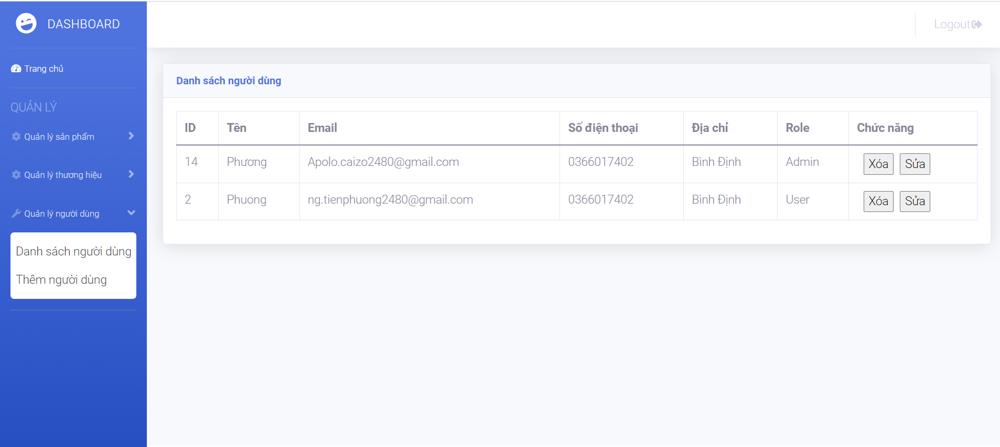 DASHBOARD
Logout
Trang chủ
QUẢN LÝ
Quản lý sản phẩm
Quản lý thương hiệu
Quản lý người dùng
Danh sách người dùng
Thêm người dùng
Danh sách người dùng
ID Tên Email Số điện thoại Địa chỉ Role Chức năng
14 Phương Apolo.caizo2480@gmail.com 0366017402 Bình Định Admin Xóa Sửa
2 Phuong ng.tienphuong2480@gmail.com 0366017402 Bình Định User Xóa Sửa